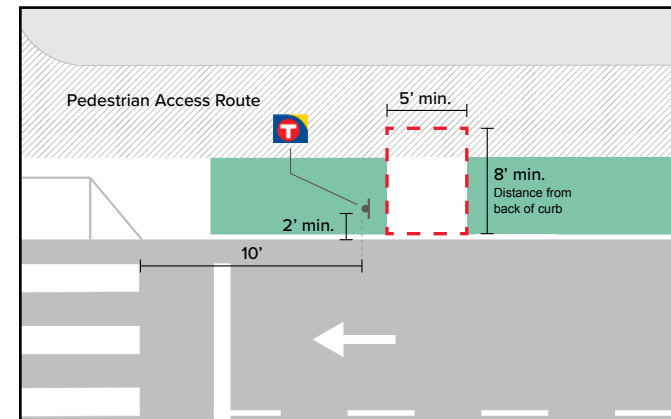 Pedestrian Access Route
5' min.
T
8' min.
Distance from
back of curb
2' min.
10'